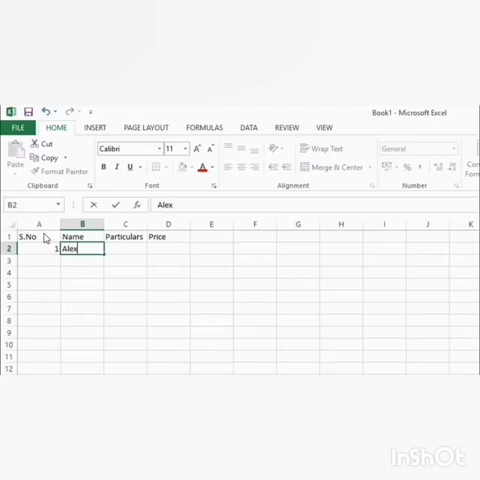 Book1 - Microsoft Excel
FILE HOME INSERT PAGE LAYOUT FORMULAS DATA REVIEW VIEW
Cut
Copy
Format Painter
Paste
Calibri 11 A A
B I U A
Wrap Text
Merge & Center
General
% ,
Clipboard Font Alignment Number
B2 fx Alex
A B C D E F G H I J K
1 S.No Name Particulars Price
2 1 Alex
3
4
5
6
7
8
9
10
11
12
InShOt